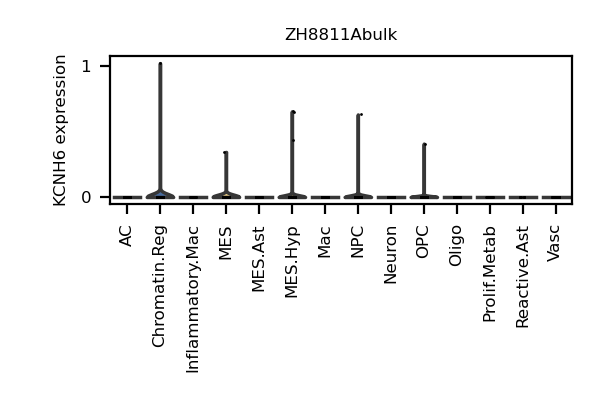 ZH8811Abulk
KCNH6 expression
1
0
AC
Chromatin.Reg
Inflammatory.Mac
MES
MES.Ast
MES.Hyp
Mac
NPC
Neuron
OPC
Oligo
Prolif.Metab
Reactive.Ast
Vasc